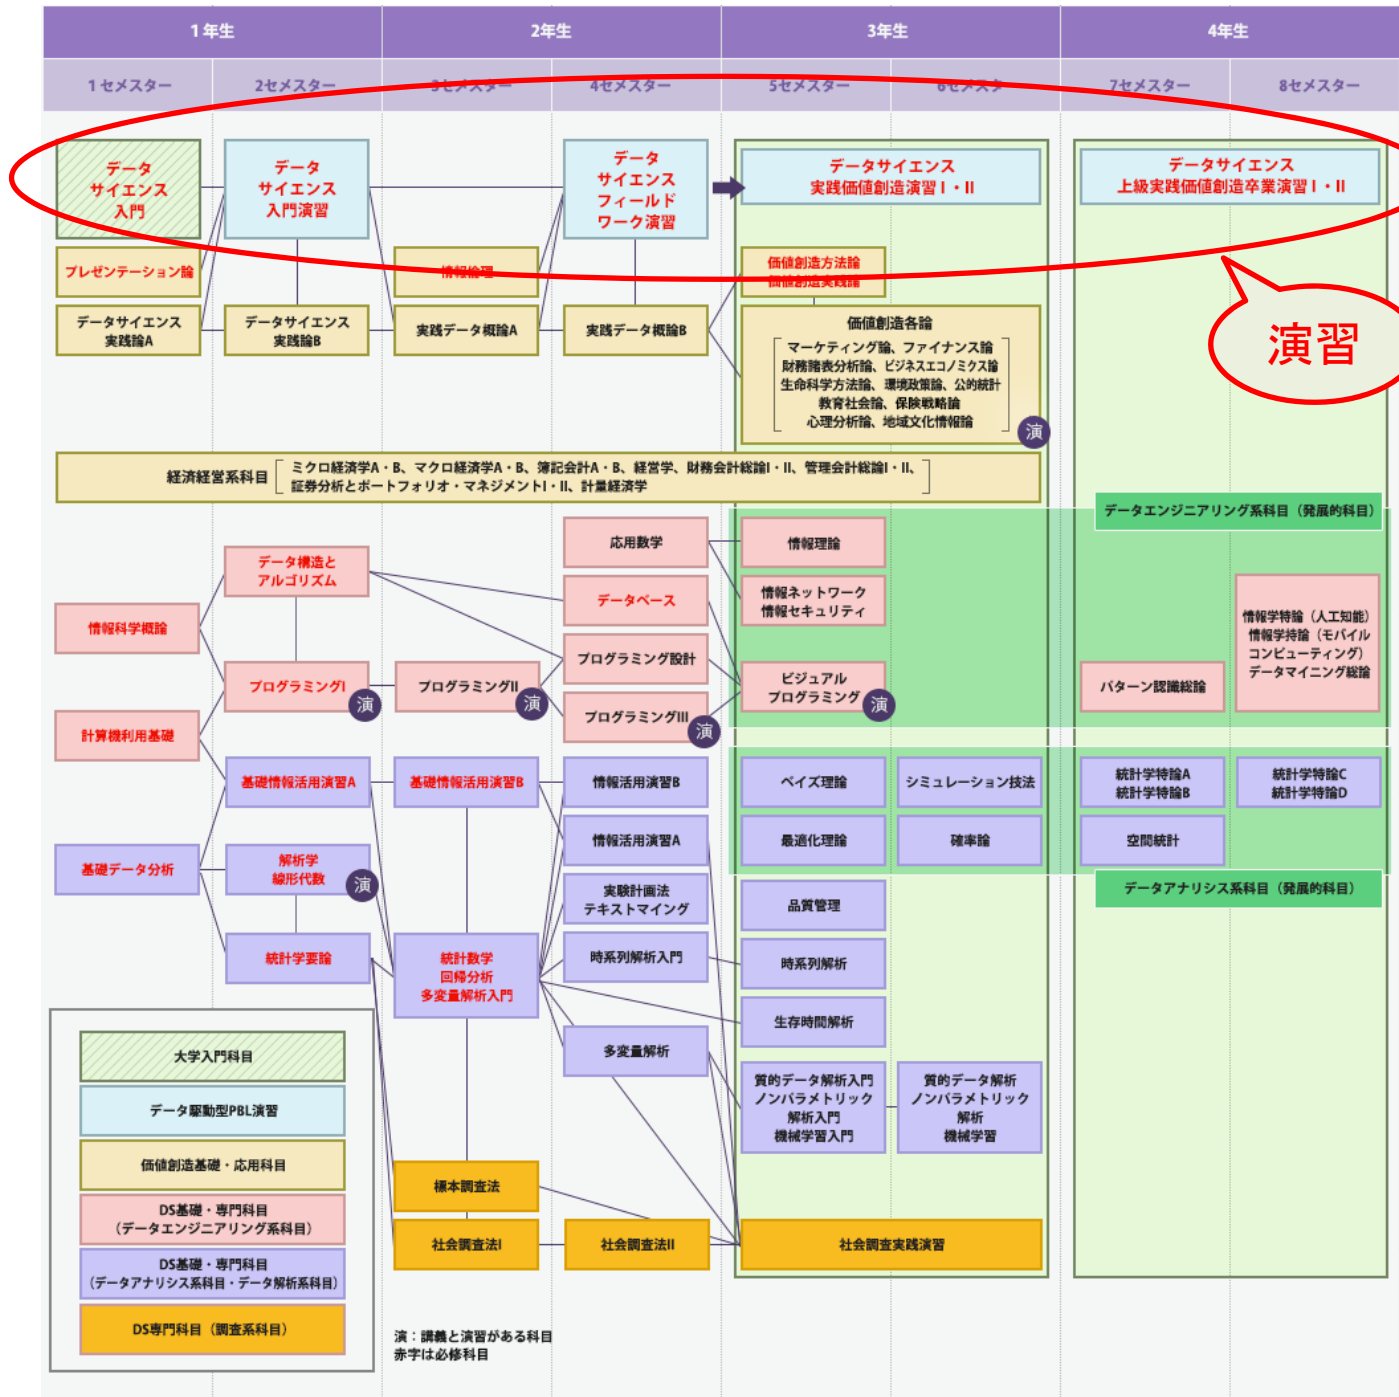 1年生
2年生
3年生
4年生
1セメスター
2セメスター
3セメスター
4セメスター
5セメスター
6セメスター
7セメスター
8セメスター
データ
サイエンス
入門
データ
サイエンス
入門演習
データ
サイエンス
フィールド
ワーク演習
データサイエンス
実践価値創造演習I・II
データサイエンス
上級実践価値創造卒業演習I・II
プレゼンテーション論
情報倫理
価値創造方法論
価値創造実践論
データサイエンス
実践論A
データサイエンス
実践論B
実践データ概論A
実践データ概論B
演習
価値創造各論
マーケティング論、ファイナンス論
財務諸表分析論、ビジネスエコノミクス論
生命科学方法論、環境政策論、公的統計
教育社会論、保険戦略論
心理分析論、地域文化情報論
演
経済経営系科目
ミクロ経済学A・B、マクロ経済学A・B、簿記会計A・B、経営学、財務会計総論I・II、管理会計総論I・II、
証券分析とポートフォリオ・マネジメントI・II、計量経済学
データエンジニアリング系科目（発展的科目）
応用数学
情報理論
データ構造と
アルゴリズム
データベース
情報ネットワーク
情報セキュリティ
情報科学概論
情報学特論（人工知能）
情報学持論（モバイル
コンピューティング）
データマイニング総論
プログラミングI
演
プログラミングII
演
プログラミング設計
ビジュアル
プログラミング
演
パターン認識総論
プログラミングIII
演
計算機利用基礎
基礎情報活用演習A
基礎情報活用演習B
情報活用演習B
ベイズ理論
シミュレーション技法
統計学特論A
統計学特論B
統計学特論C
統計学特論D
情報活用演習A
最適化理論
確率論
空間統計
基礎データ分析
解析学
線形代数
演
実験計画法
テキストマイング
品質管理
データアナリシス系科目（発展的科目）
統計学要論
統計数学
回帰分析
多変量解析入門
時系列解析入門
時系列解析
生存時間解析
多変量解析
質的データ解析入門
ノンパラメトリック
解析入門
機械学習入門
質的データ解析
ノンパラメトリック
解析
機械学習
標本調査法
社会調査法I
社会調査法II
社会調査実践演習
大学入門科目
データ駆動型PBL演習
価値創造基礎・応用科目
DS基礎・専門科目
（データエンジニアリング系科目）
DS基礎・専門科目
（データアナリシス系科目・データ解析系科目）
DS専門科目（調査系科目）
演：講義と演習がある科目
赤字は必修科目